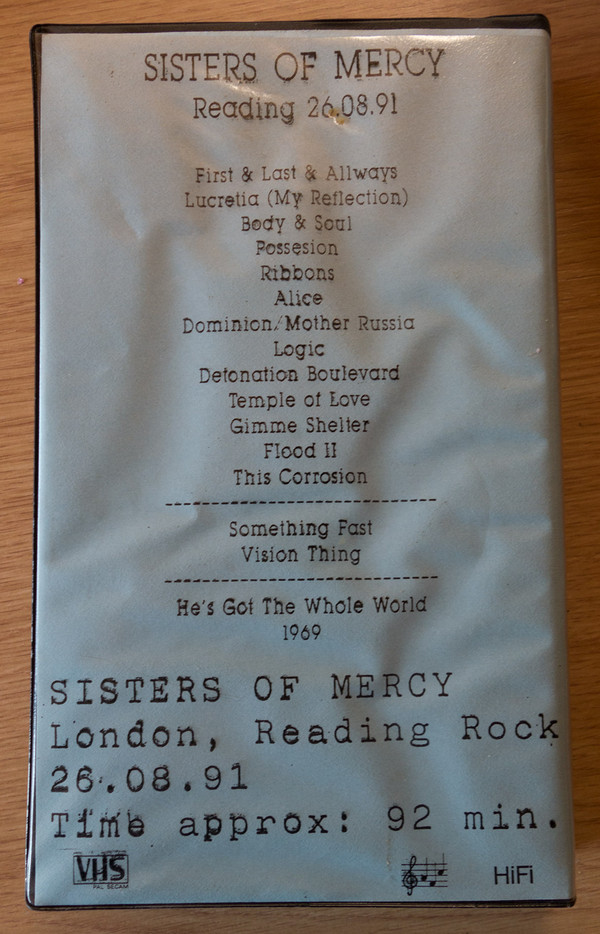 SISTERS OF MERCY
Reading 26.08.91
First & Last & Allways
Lucretia (My Reflection)
Body & Soul
Possesion
Ribbons
Alice
Dominion/Mother Russia
Logic
Detonation Boulevard
Temple of Love
Gimme Shelter
Flood II
This Corrosion
-----------------------------
Something Fast
Vision Thing
-----------------------------
He's Got The Whole World
1969
SISTERS OF MERCY
London, Reading Rock
26.08.91
Time approx: 92 min.
VHS
PAL SECAM
HiFi